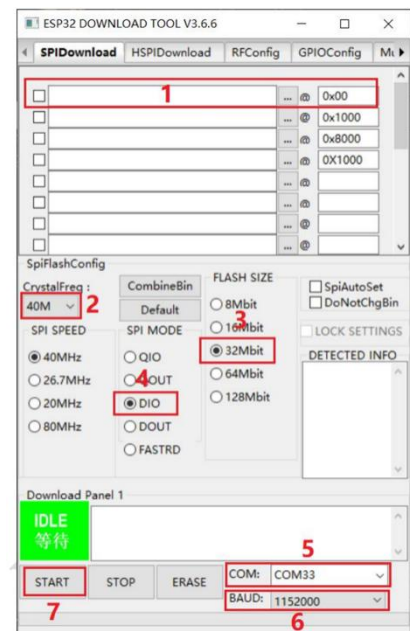 ESP32 DOWNLOAD TOOL V3.6.6
SPIDownload HSPIDownload RFConfig GPIOConfig Mu
1 ... @ 0x00
... @ 0x1000
... @ 0x8000
... @ 0X1000
... @
... @
... @
... @
SpiFlashConfig
CrystalFreq :
40M
2
CombineBin
Default
SPI SPEED
40MHz
26.7MHz
20MHz
80MHz
SPI MODE
QIO
4
DIO
DOUT
FASTRD
FLASH SIZE
8Mbit
3
32Mbit
64Mbit
128Mbit
SpiAutoSet
DoNotChgBin
LOCK SETTINGS
DETECTED INFO
Download Panel 1
IDLE
等待
START STOP ERASE
7
5
COM: COM33
BAUD: 1152000
6